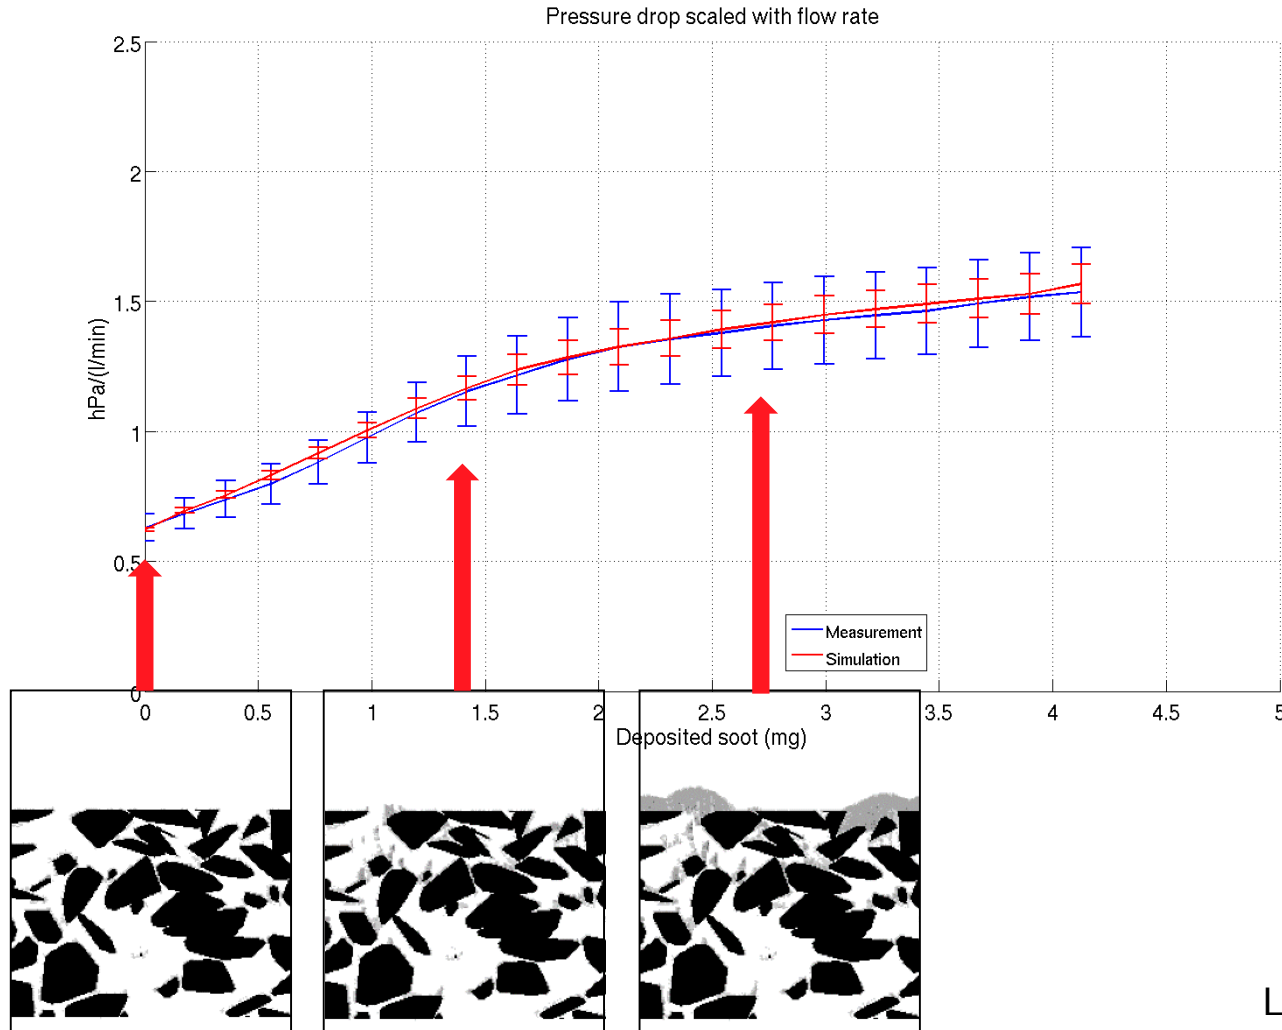 Pressure drop scaled with flow rate
2.5
2
1.5
1
0.5
0
hPa/(l/min)
Measurement
Simulation
0 0.5 1 1.5 2 2.5 3 3.5 4 4.5 5
Deposited soot (mg)
L